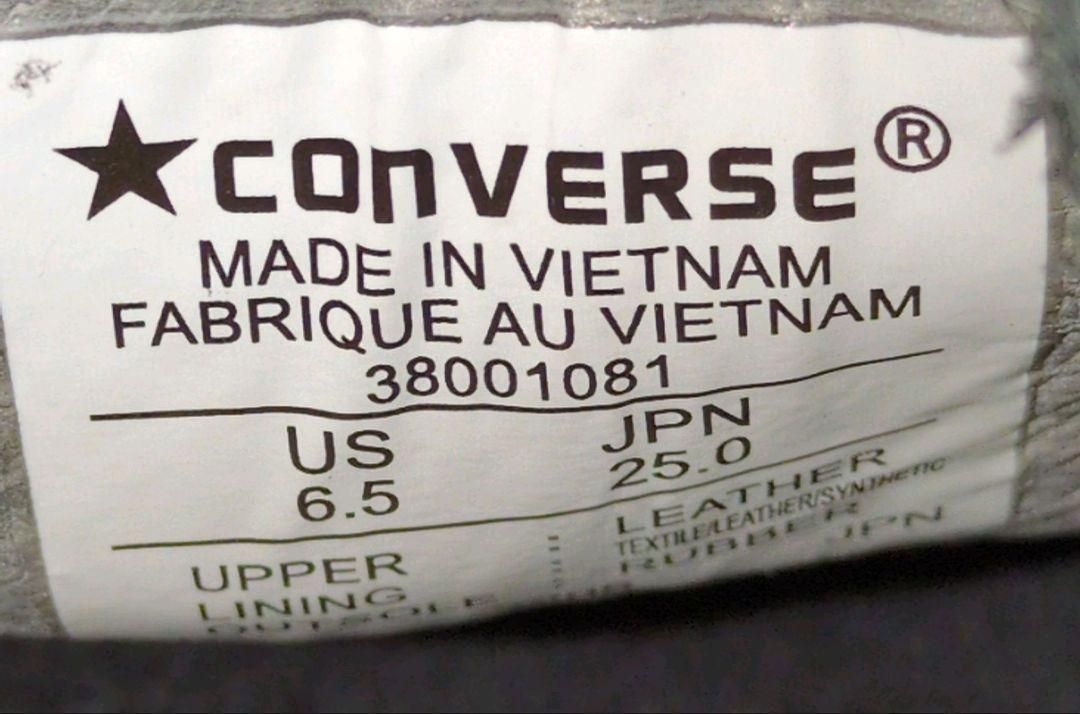 ★CONVERSE®
MADE IN VIETNAM
FABRIQUE AU VIETNAM
38001081
US JPN
6.5 25.0
UPPER : LEATHER
LINING : TEXTILE/LEATHER/SYNTHETIC
OUTSOLE : RUBBER
JPN